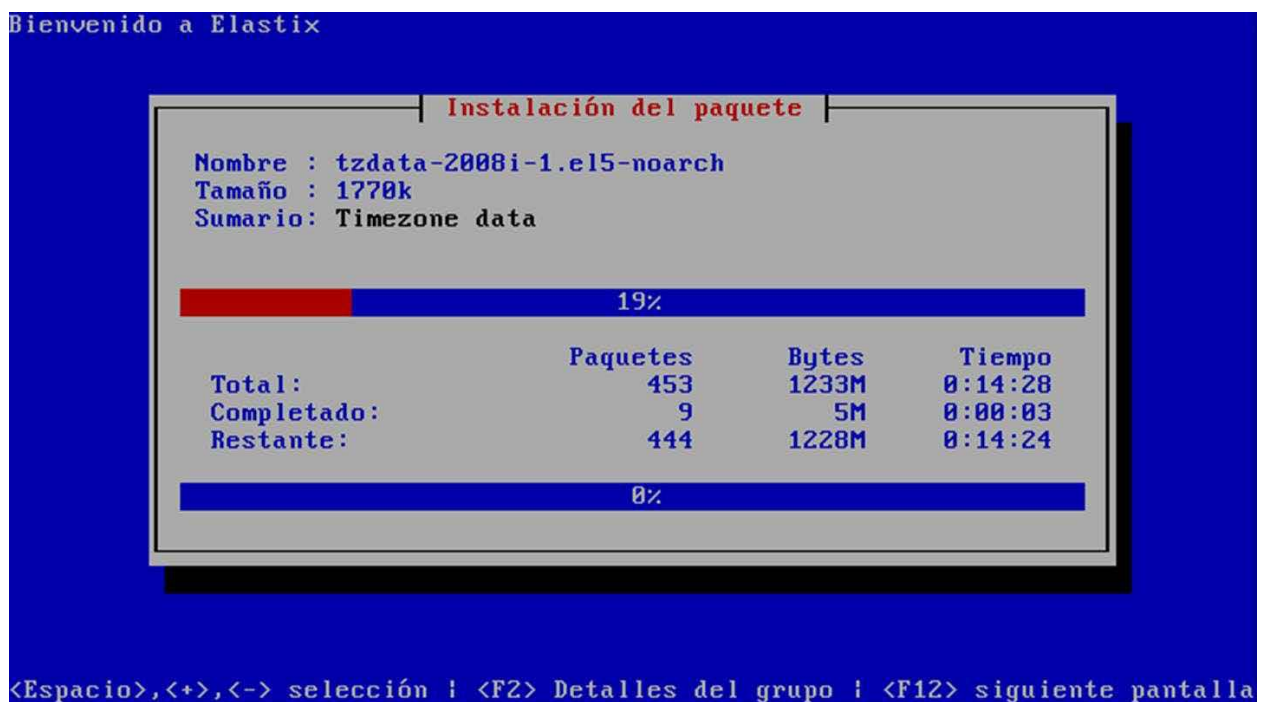 Bienvenido a Elastix
Instalación del paquete
Nombre : tzdata-2008i-1.el5-noarch
Tamaño : 1770k
Sumario: Timezone data
19%
Paquetes Bytes Tiempo
Total: 453 1233M 0:14:28
Completado: 9 5M 0:00:03
Restante: 444 1228M 0:14:24
0%
<Espacio>,<+>,<-> selección | <F2> Detalles del grupo | <F12> siguiente pantalla